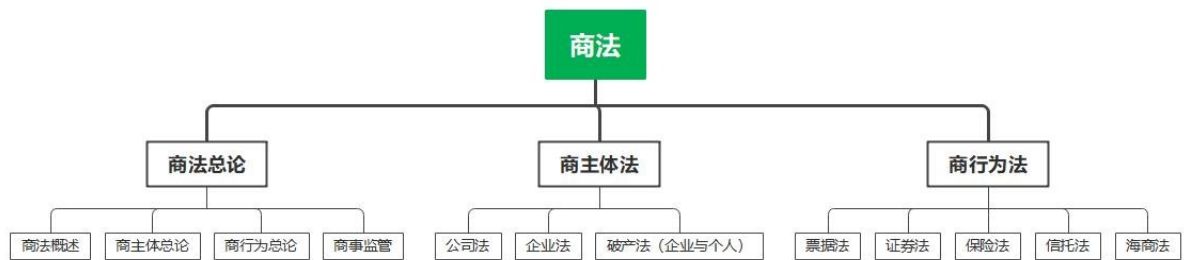 商法
商法总论
商主体法
商行为法
商法概述
商主体总论
商行为总论
商事监管
公司法
企业法
破产法（企业与个人）
票据法
证券法
保险法
信托法
海商法